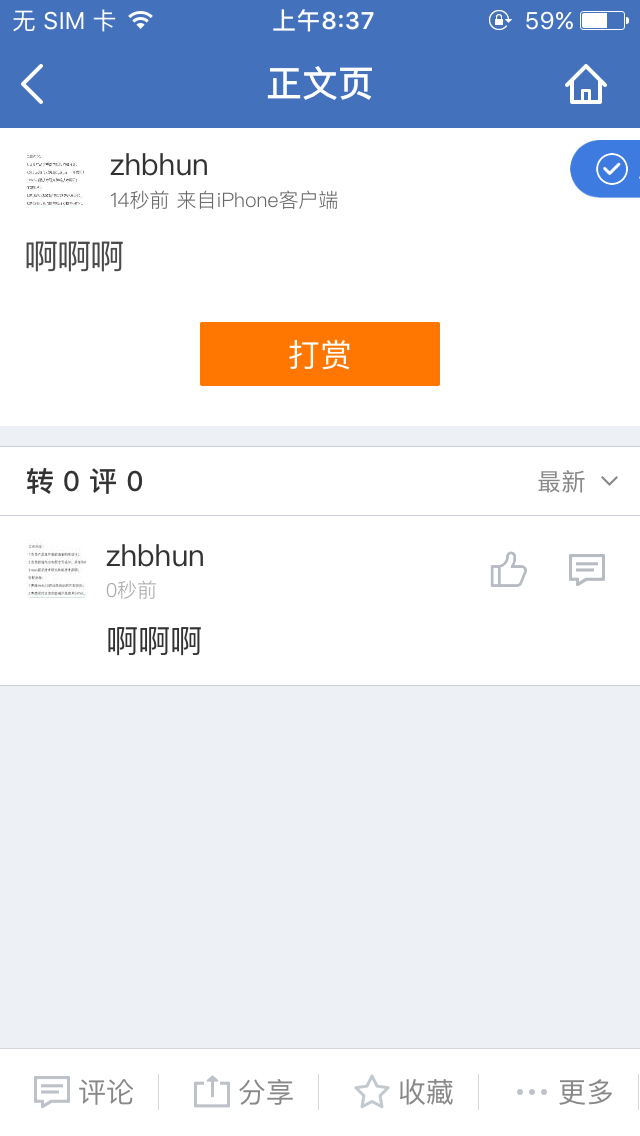 无 SIM 卡 上午8:37 59%
正文页
zhbhun
14秒前 来自iPhone客户端
啊啊啊
打赏
转 0 评 0 最新
zhbhun
0秒前
啊啊啊
评论 分享 收藏 更多